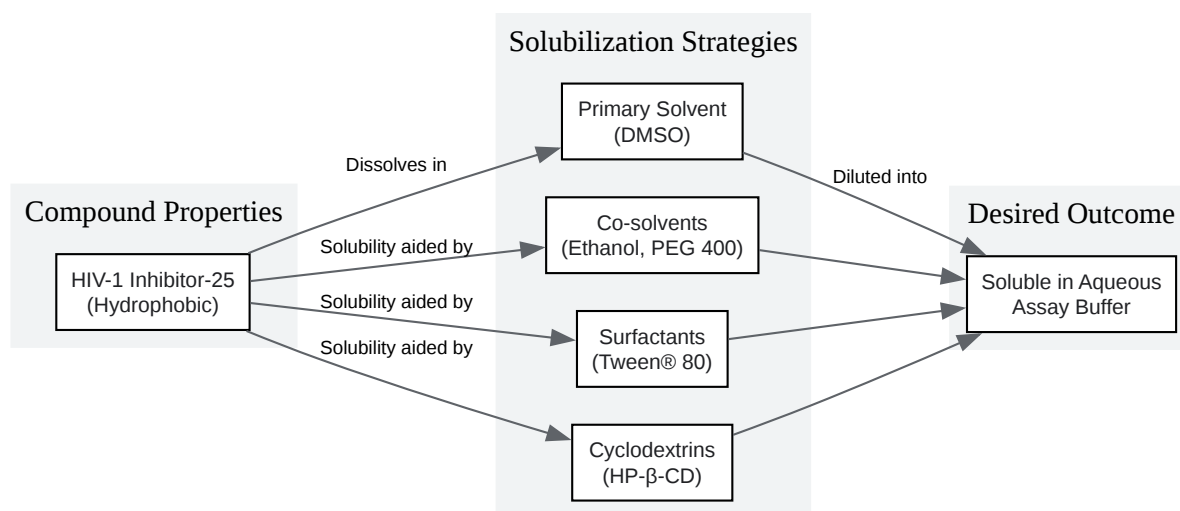 Solubilization Strategies
Primary Solvent
(DMSO)
Dissolves in
Diluted into
Compound Properties
Desired Outcome
Co-solvents
(Ethanol, PEG 400)
Solubility aided by
HIV-1 Inhibitor-25
(Hydrophobic)
Soluble in Aqueous
Assay Buffer
Solubility aided by
Surfactants
(Tween® 80)
Solubility aided by
Cyclodextrins
(HP-β-CD)